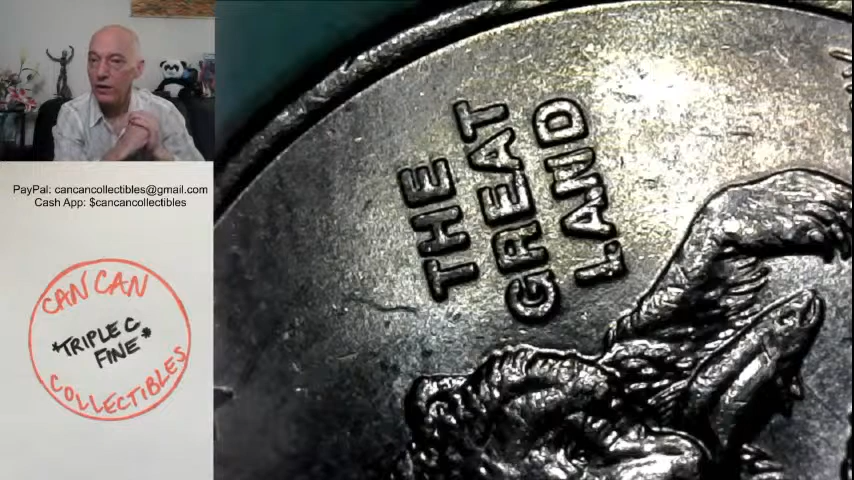 PayPal: cancancollectibles@gmail.com
Cash App: $cancancollectibles
CAN CAN
*TRIPLE C
FINE*
COLLECTIBLES
THE
GREAT
LAND